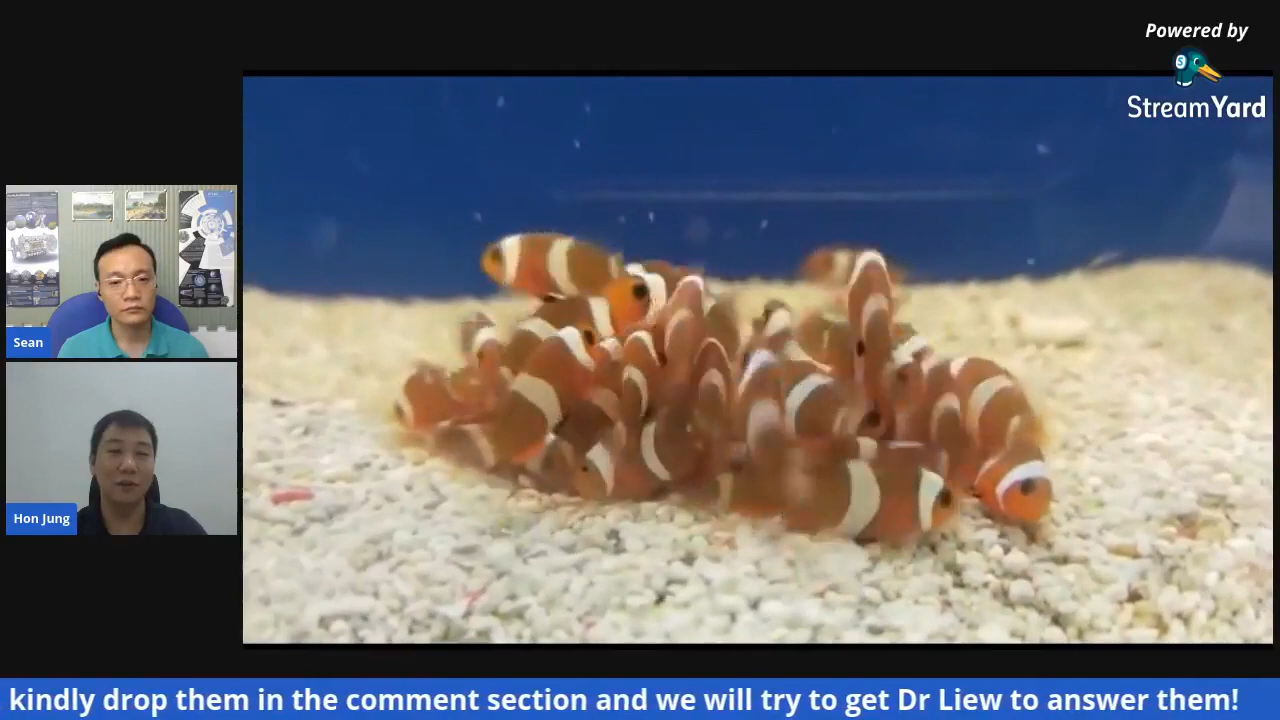 Powered by
StreamYard
Sean
Hon Jung
kindly drop them in the comment section and we will try to get Dr Liew to answer them!